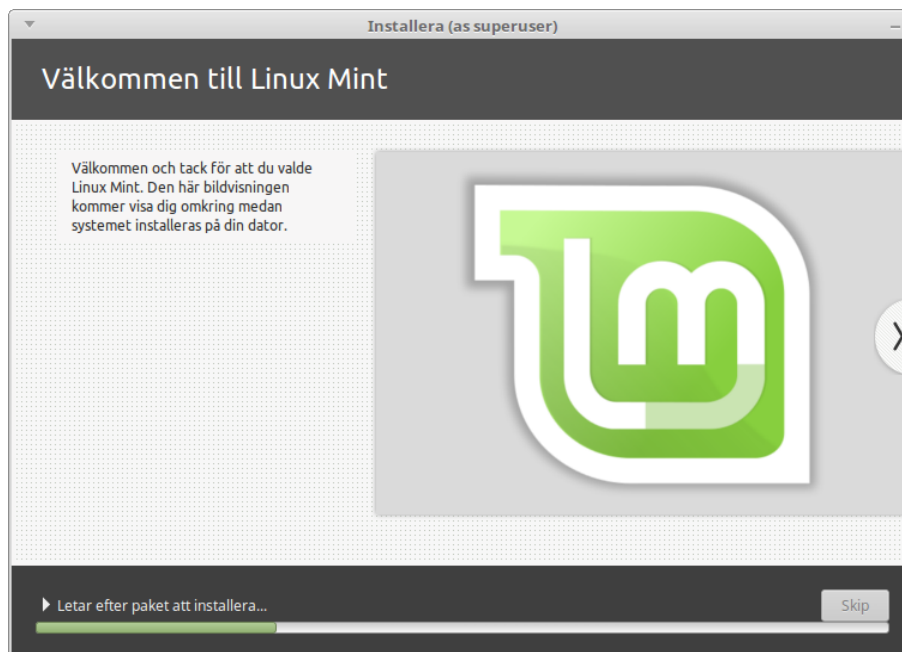 Installera (as superuser)
Välkommen till Linux Mint
Välkommen och tack för att du valde
Linux Mint. Den här bildvisningen
kommer visa dig omkring medan
systemet installeras på din dator.
lm
Letar efter paket att installera...
Skip